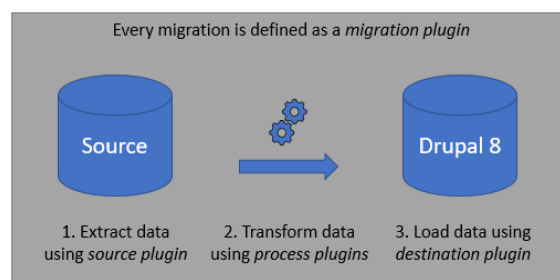 Every migration is defined as a migration plugin
Source
Drupal 8
1. Extract data
using source plugin
2. Transform data
using process plugins
3. Load data using
destination plugin